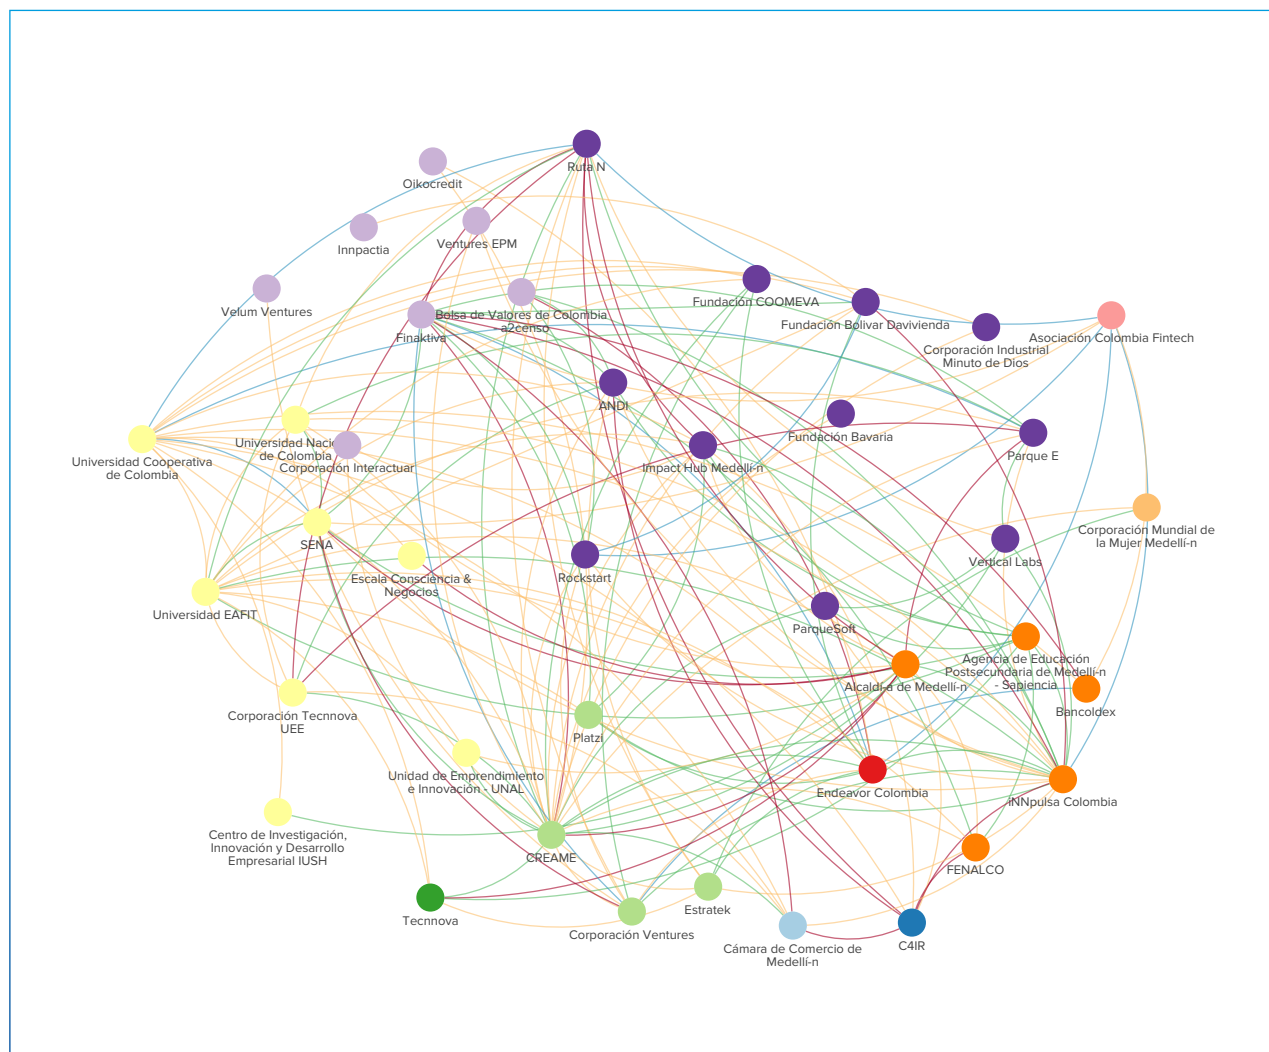 Ruta N
Oikocredit
Innpactia
Ventures EPM
Velum Ventures
Bolsa de Valores de Colombia
a2censo
Finaktiva
Fundación COOMEVA
Fundación Bolivar Davivienda
Corporación Industrial
Minuto de Dios
Asociación Colombia Fintech
ANDI
Fundación Bavaria
Parque E
Impact Hub Medellí-n
Universidad Cooperativa
de Colombia
Universidad Nacio
de Colombia
Corporación Interactuar
SENA
Escala Consciencia &
Negocios
Universidad EAFIT
Rockstart
Corporación Mundial de
la Mujer Medellí-n
Vertical Labs
ParqueSoft
Agencia de Educación
Postsecundaria de Medellí-n
- Sapiencia
Alcaldí-a de Medellí-n
Bancoldex
Corporación Tecnnova
UEE
Platzi
Unidad de Emprendimiento
e Innovación - UNAL
Endeavor Colombia
iNNpulsa Colombia
Centro de Investigación,
Innovación y Desarrollo
Empresarial IUSH
CREAME
FENALCO
Tecnnova
Estratek
Corporación Ventures
Cámara de Comercio de
Medellí-n
C4IR